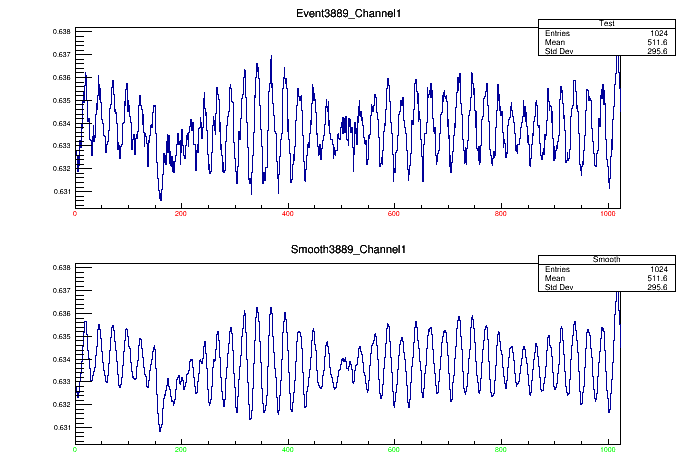 Event3889_Channel1
Test
Entries 1024
Mean 511.6
Std Dev 295.6
0.638
0.637
0.636
0.635
0.634
0.633
0.632
0.631
0 200 400 600 800 1000
Smooth3889_Channel1
Smooth
Entries 1024
Mean 511.6
Std Dev 295.6
0.638
0.637
0.636
0.635
0.634
0.633
0.632
0.631
0 200 400 600 800 1000